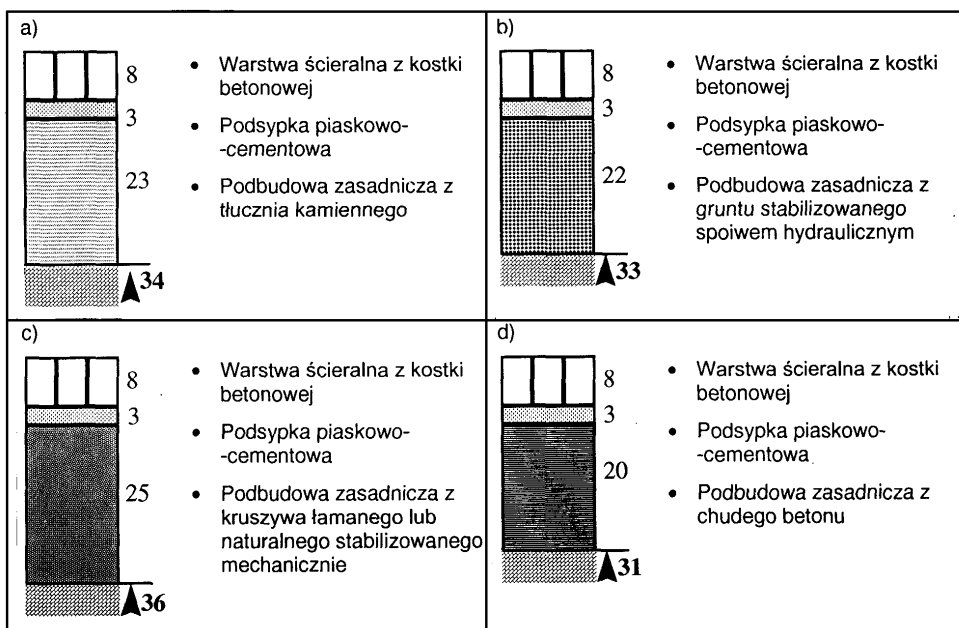 a)
8
3
23
34
• Warstwa ścieralna z kostki
betonowej
• Podsypka piaskowo-
-cementowa
• Podbudowa zasadnicza z
tłucznia kamiennego
b)
8
3
22
33
• Warstwa ścieralna z kostki
betonowej
• Podsypka piaskowo-
-cementowa
• Podbudowa zasadnicza z
gruntu stabilizowanego
spoiwem hydraulicznym
c)
8
3
25
36
• Warstwa ścieralna z kostki
betonowej
• Podsypka piaskowo-
-cementowa
• Podbudowa zasadnicza z
kruszywa łamanego lub
naturalnego stabilizowanego
mechanicznie
d)
8
3
20
31
• Warstwa ścieralna z kostki
betonowej
• Podsypka piaskowo-
-cementowa
• Podbudowa zasadnicza z
chudego betonu